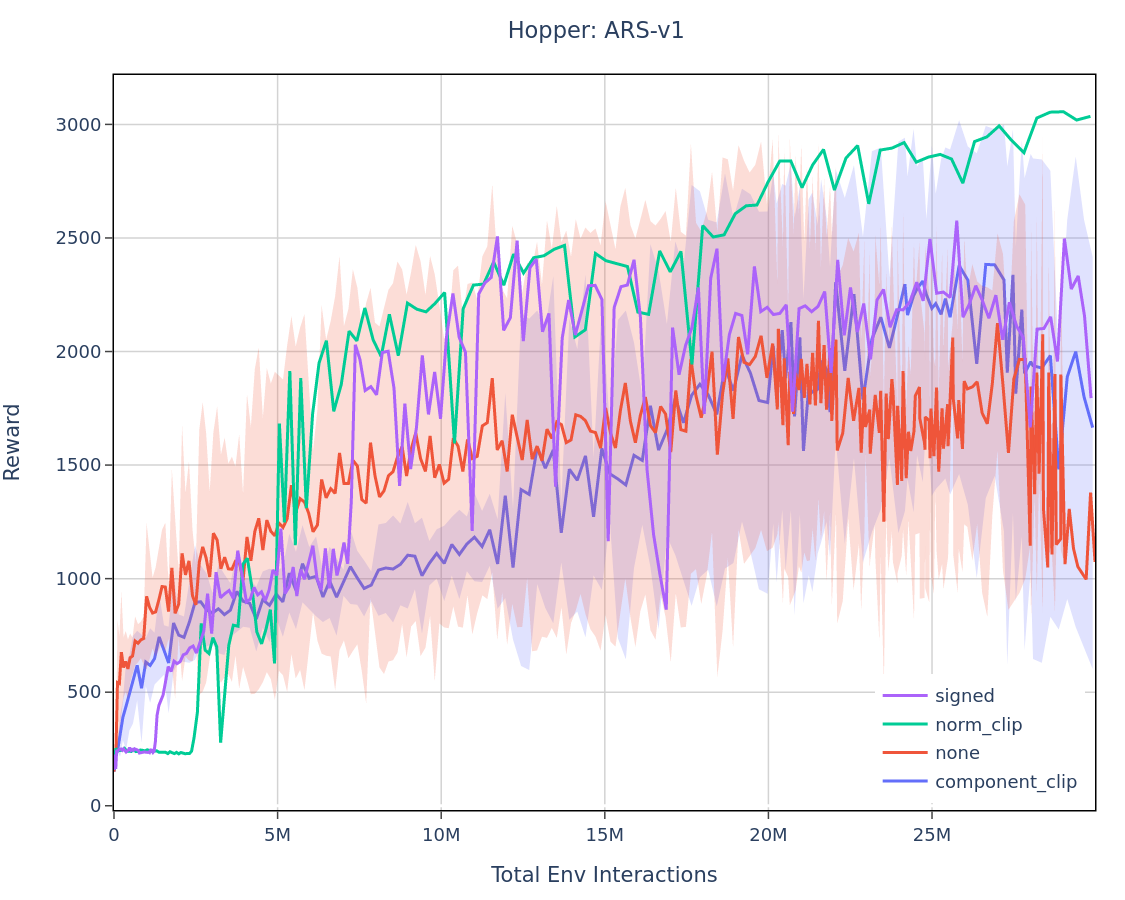 Hopper: ARS-v1
3000
2500
2000
1500
1000
500
0
Reward
0 5M 10M 15M 20M 25M
Total Env Interactions
signed
norm_clip
none
component_clip